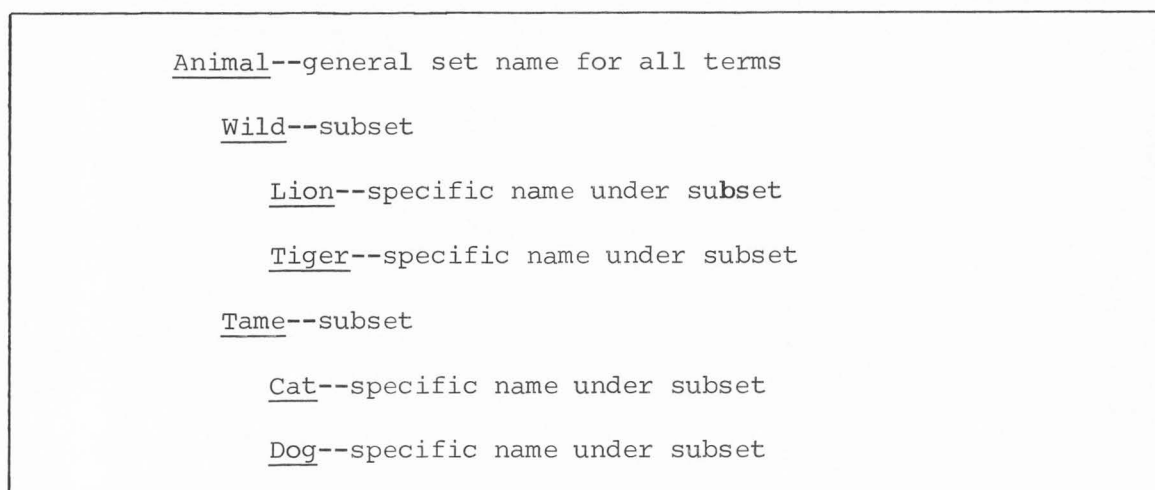 Animal--general set name for all terms
Wild--subset
Lion--specific name under subset
Tiger--specific name under subset
Tame--subset
Cat--specific name under subset
Dog--specific name under subset